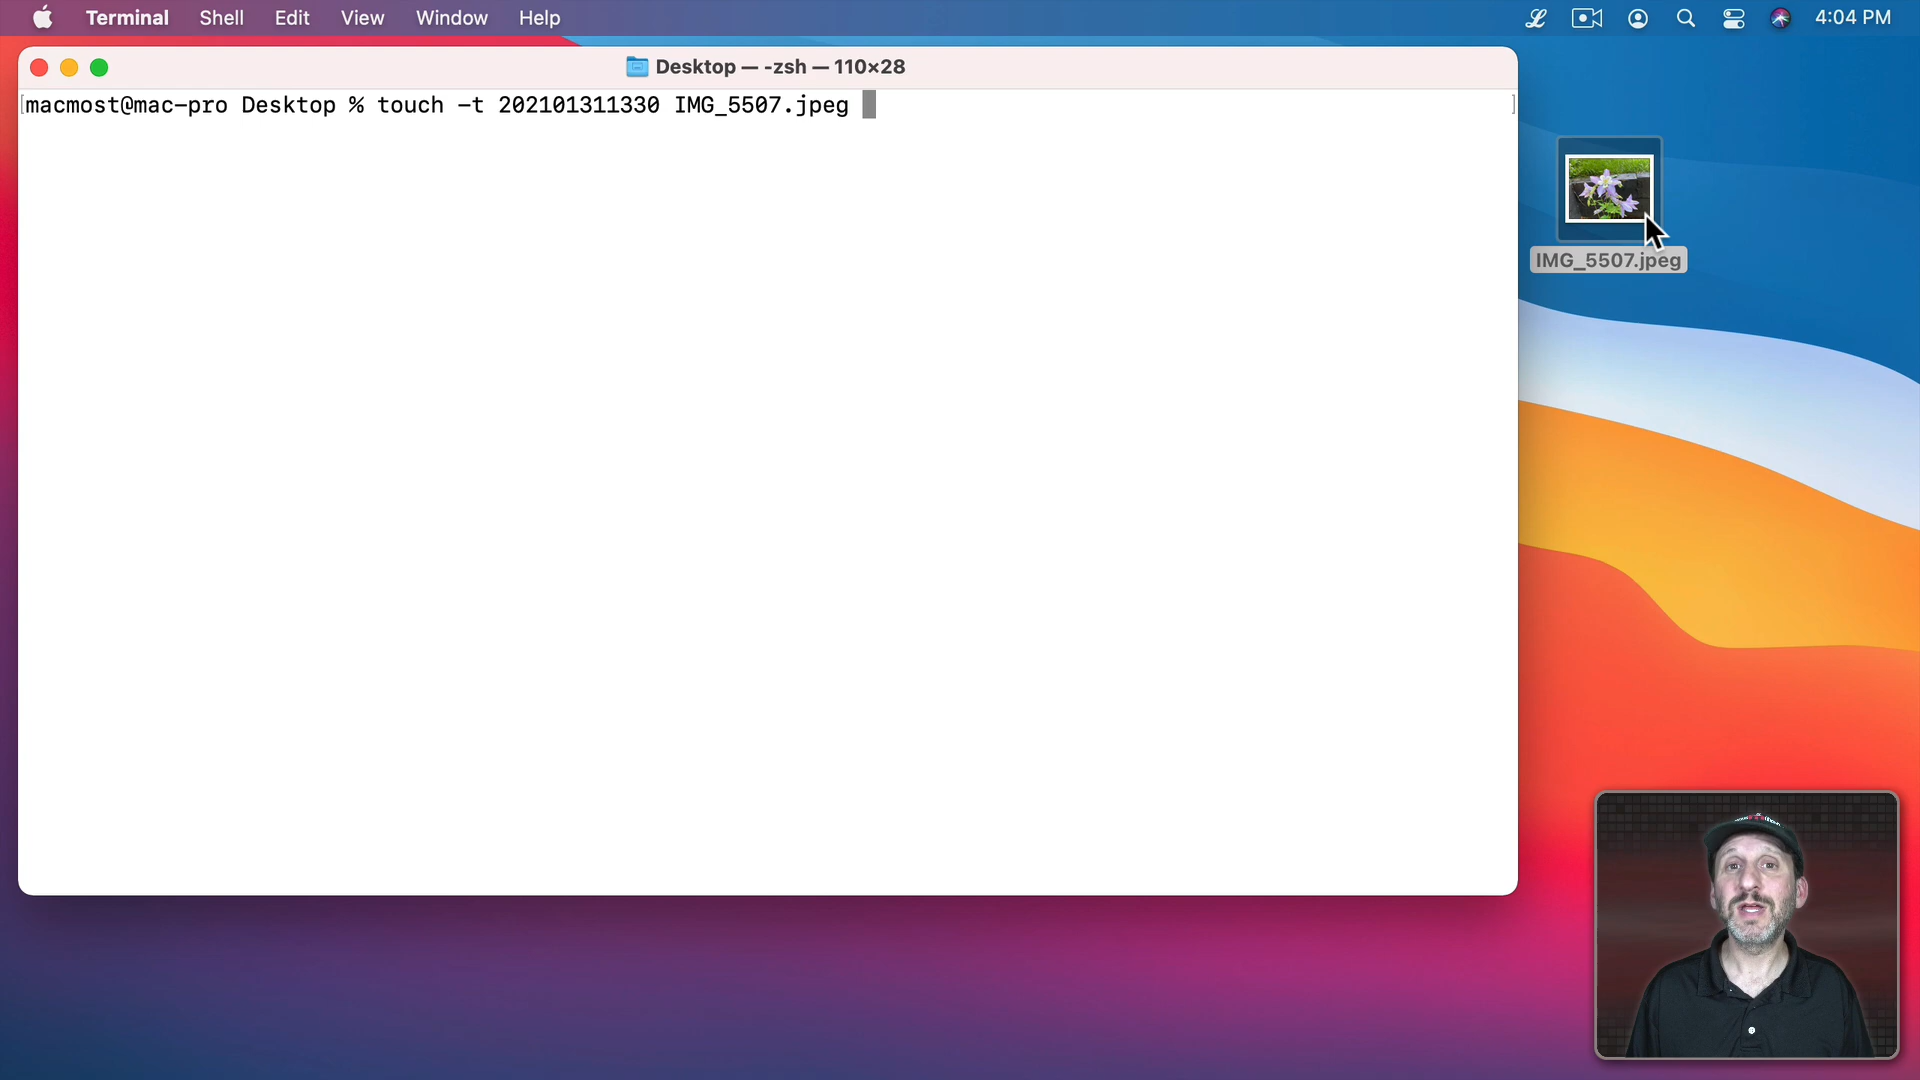 Terminal Shell Edit View Window Help 4:04 PM
Desktop — -zsh — 110×28
macmost@mac-pro Desktop % touch -t 202101311330 IMG_5507.jpeg
IMG_5507.jpeg